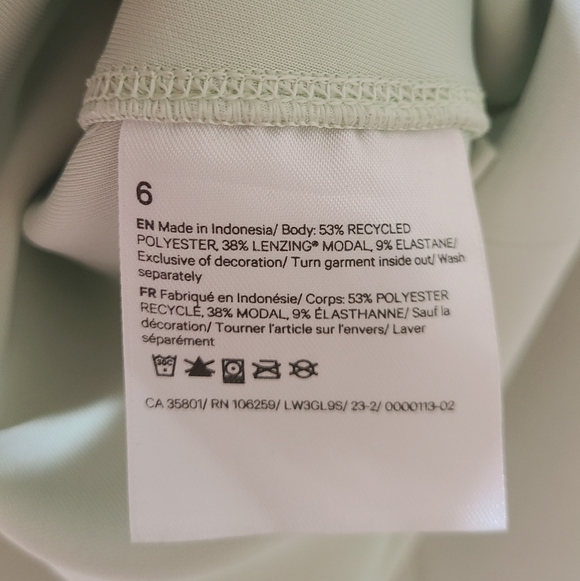 6
EN Made in Indonesia/ Body: 53% RECYCLED
POLYESTER, 38% LENZING® MODAL, 9% ELASTANE/
Exclusive of decoration/ Turn garment inside out/ Wash
separately
FR Fabriqué en Indonésie/ Corps: 53% POLYESTER
RECYCLÉ, 38% MODAL, 9% ÉLASTHANNE/ Sauf la
décoration/ Tourner l'article sur l'envers/ Laver
séparément
30C
CA 35801/ RN 106259/ LW3GL9S/ 23-2/ 0000113-02